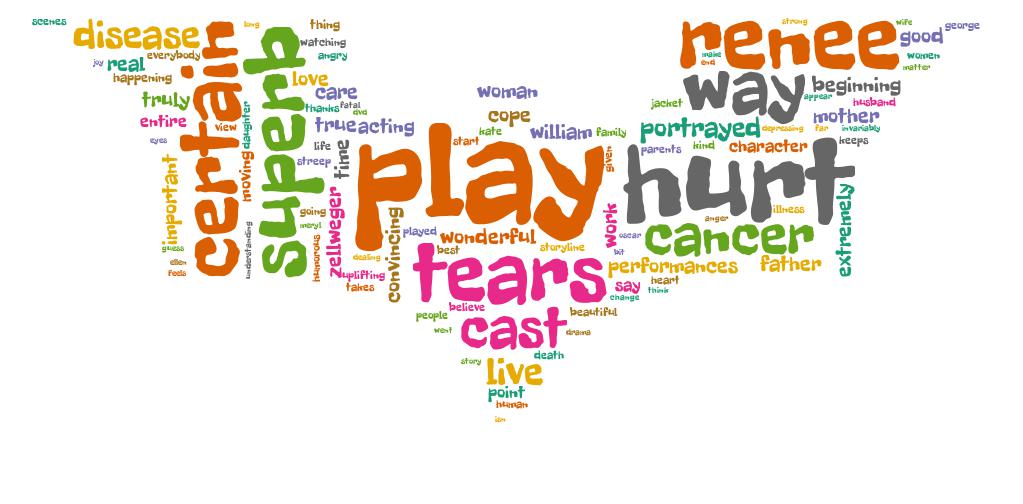 scenes
disease
joy
real
everybody
happening
truly
entire
eyes
important
guess
ellen
feels
certain
view
long
superb
daughter
moving
understanding
thing
watching
angry
love
care
thanks
fatal
dvd
true
acting
life
streep
time
going
meryl
humorous
zellweger
dealing
uplifting
takes
convincing
woman
cope
kate
william
family
start
play
given
played
wonderful
best
storyline
tears
believe
people
went
cast
beautiful
drama
death
story
live
point
human
ism
renee
strong
wife
good
george
make
end
women
matter
way
beginning
appear
husband
jacket
mother
portrayed
depressing
far
invariably
parents
kind
character
keeps
hurt
work
anger
illness
oscar
bit
cancer
extremely
performances
father
heart
say
think
change